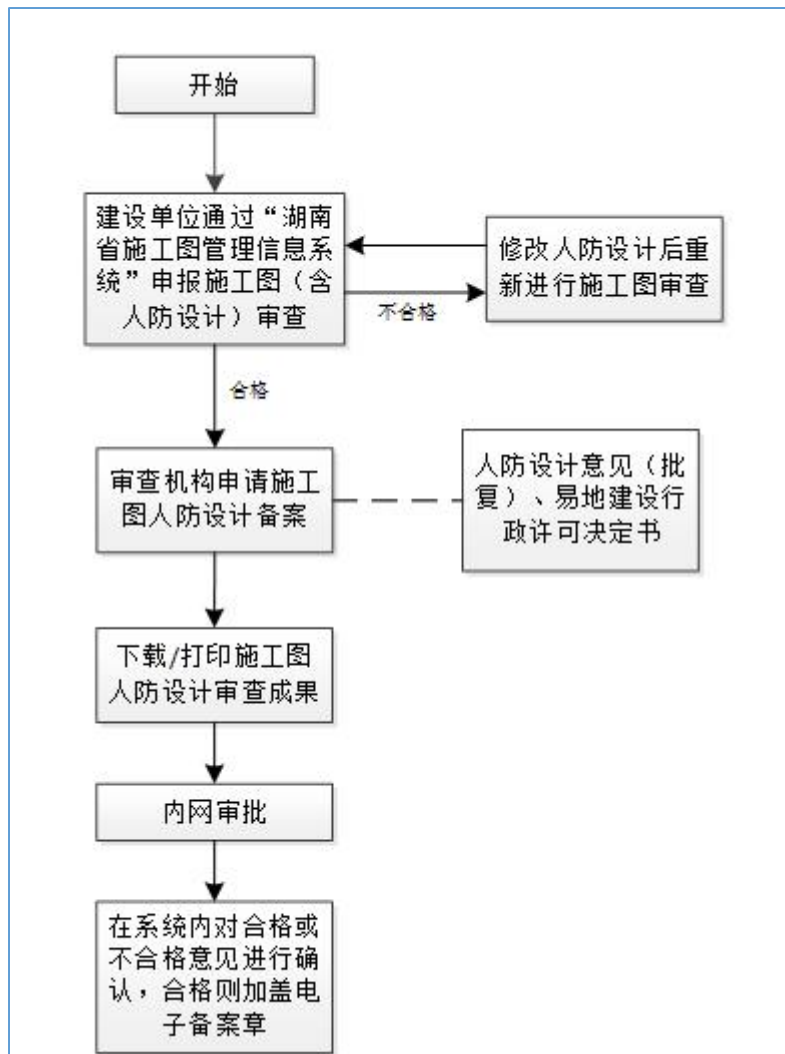 开始
建设单位通过“湖南
省施工图管理信息系
统”申报施工图（含
人防设计）审查
修改人防设计后重
新进行施工图审查
不合格
合格
审查机构申请施工
图人防设计备案
人防设计意见（批
复）、易地建设行
政许可决定书
下载/打印施工图
人防设计审查成果
内网审批
在系统内对合格或
不合格意见进行确
认，合格则加盖电
子备案章